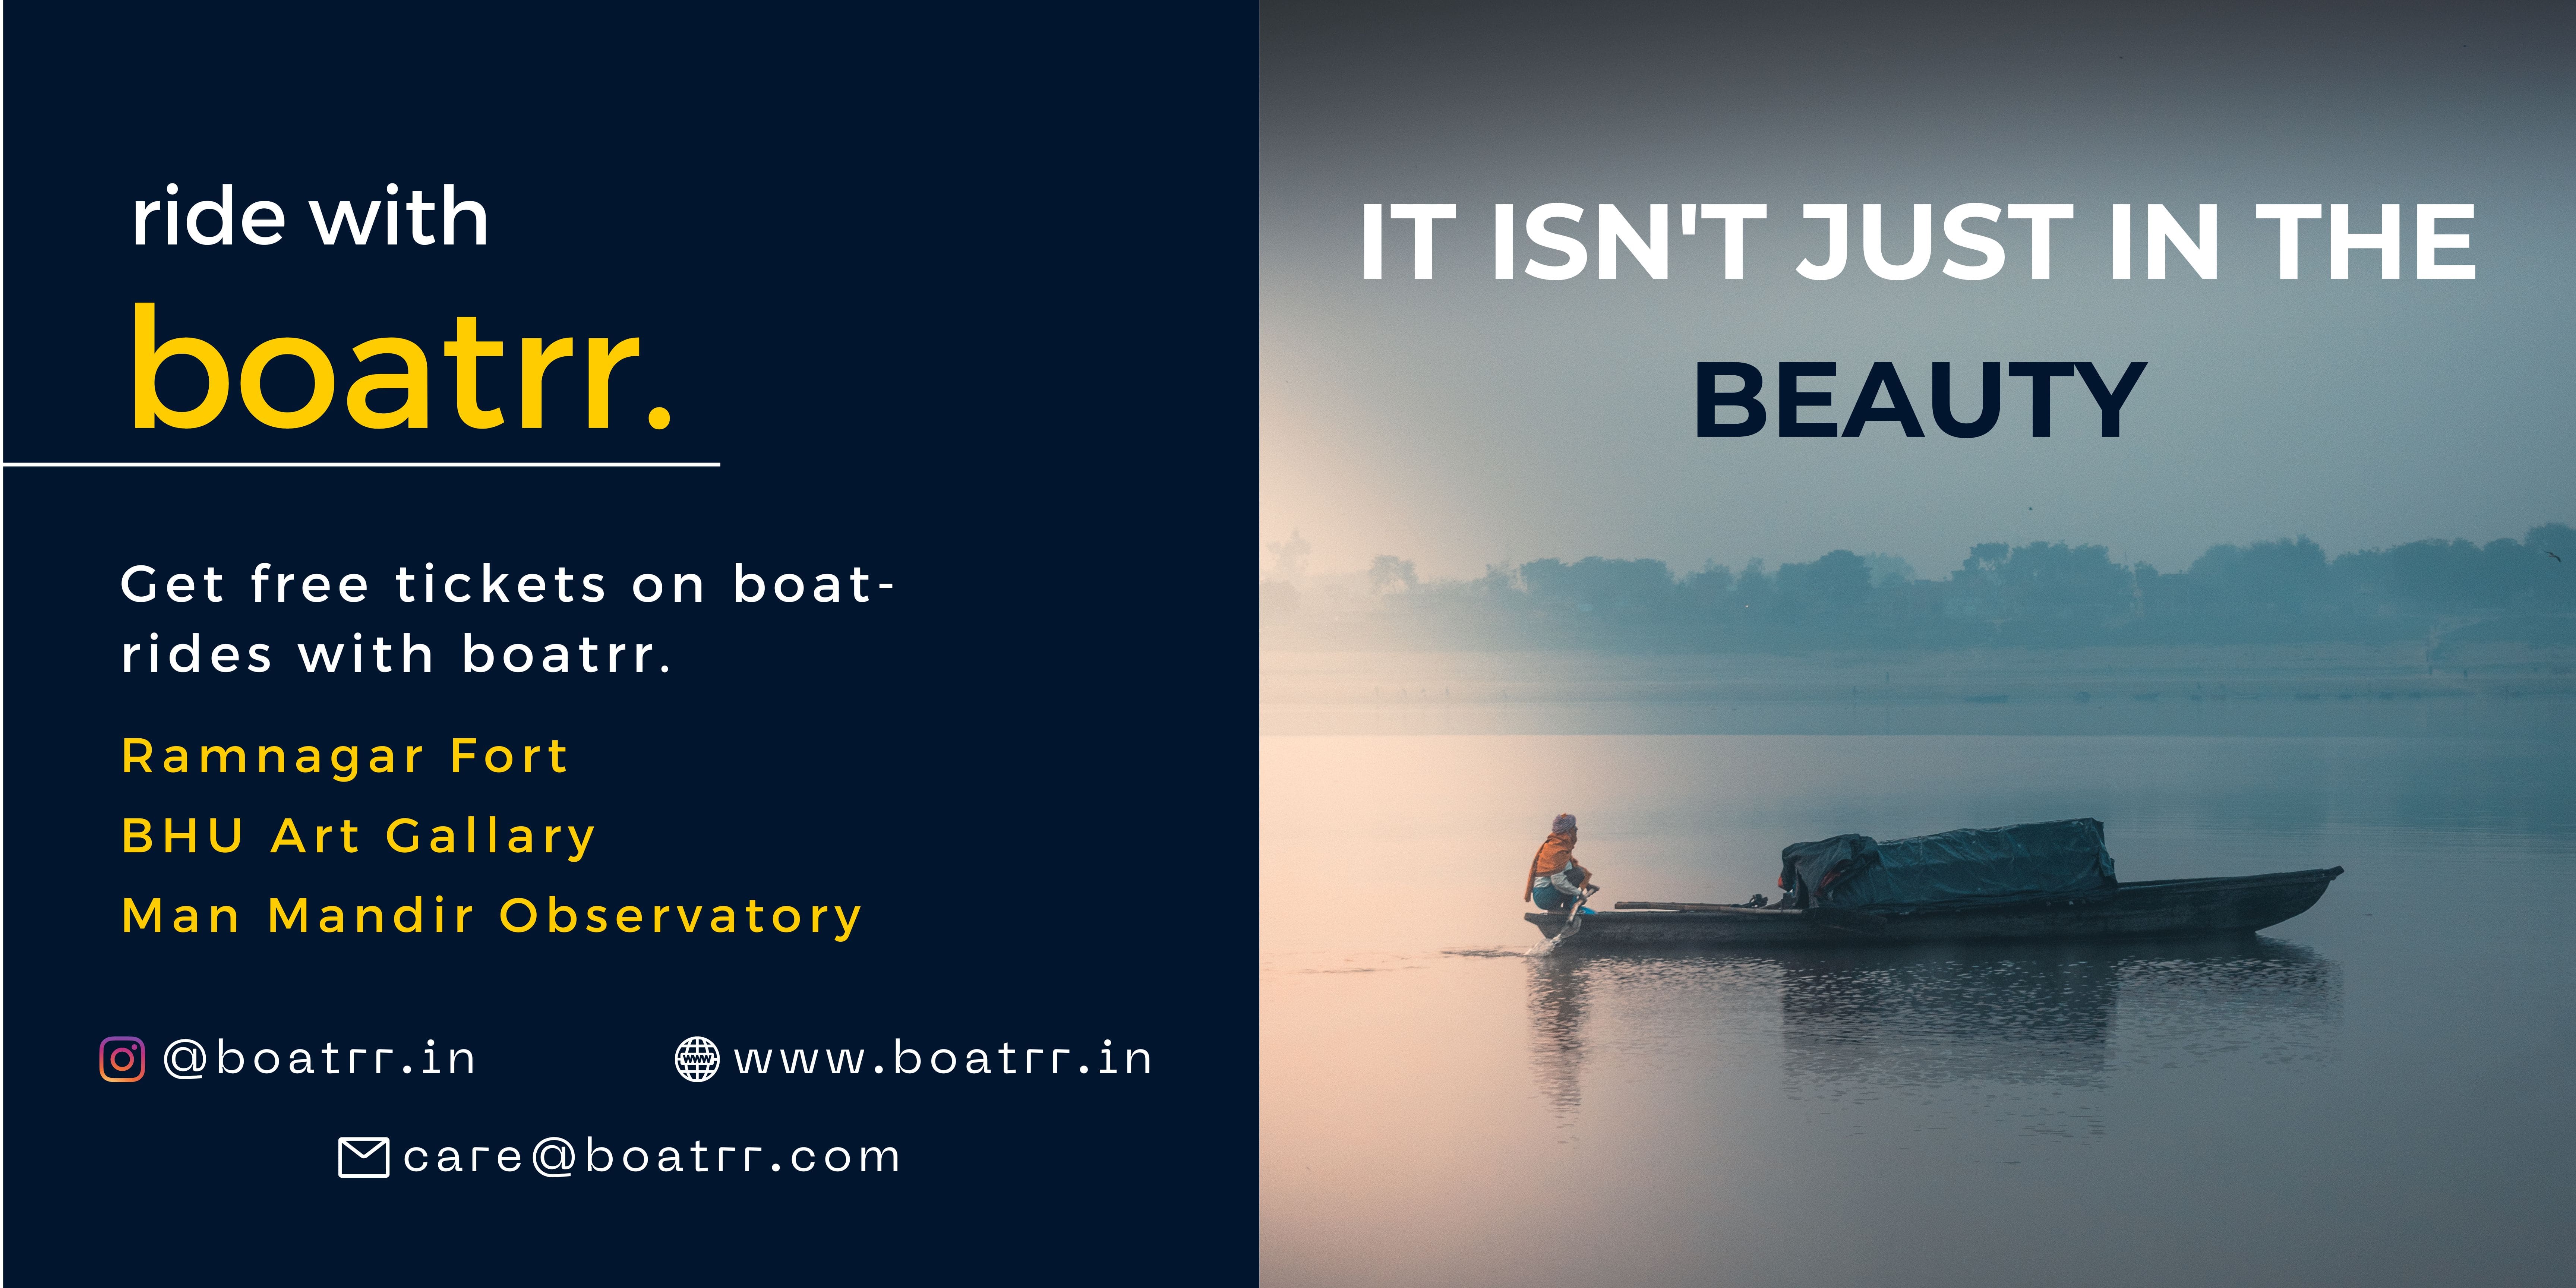 ride with
boatrr.
Get free tickets on boat-
rides with boatrr.
Ramnagar Fort
BHU Art Gallary
Man Mandir Observatory
@boatrr.in
www.boatrr.in
care@boatrr.com
IT ISN'T JUST IN THE
BEAUTY